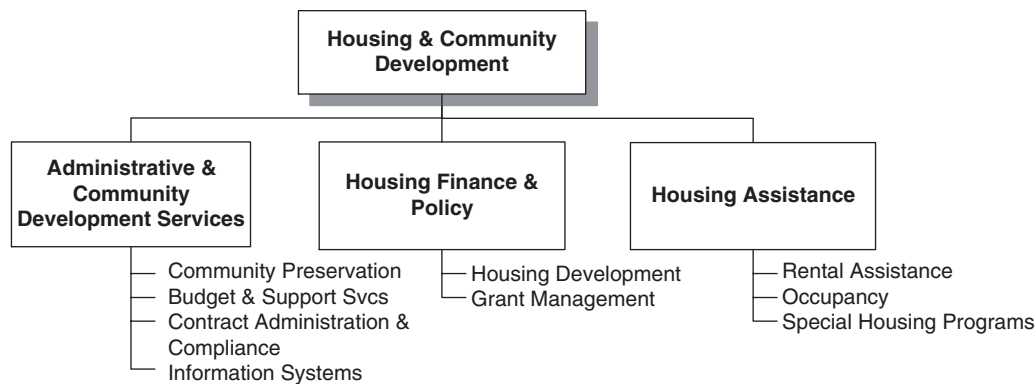 Housing & Community
Development
Administrative &
Community
Development Services
Community Preservation
Budget & Support Svcs
Contract Administration &
Compliance
Information Systems
Housing Finance &
Policy
Housing Development
Grant Management
Housing Assistance
Rental Assistance
Occupancy
Special Housing Programs